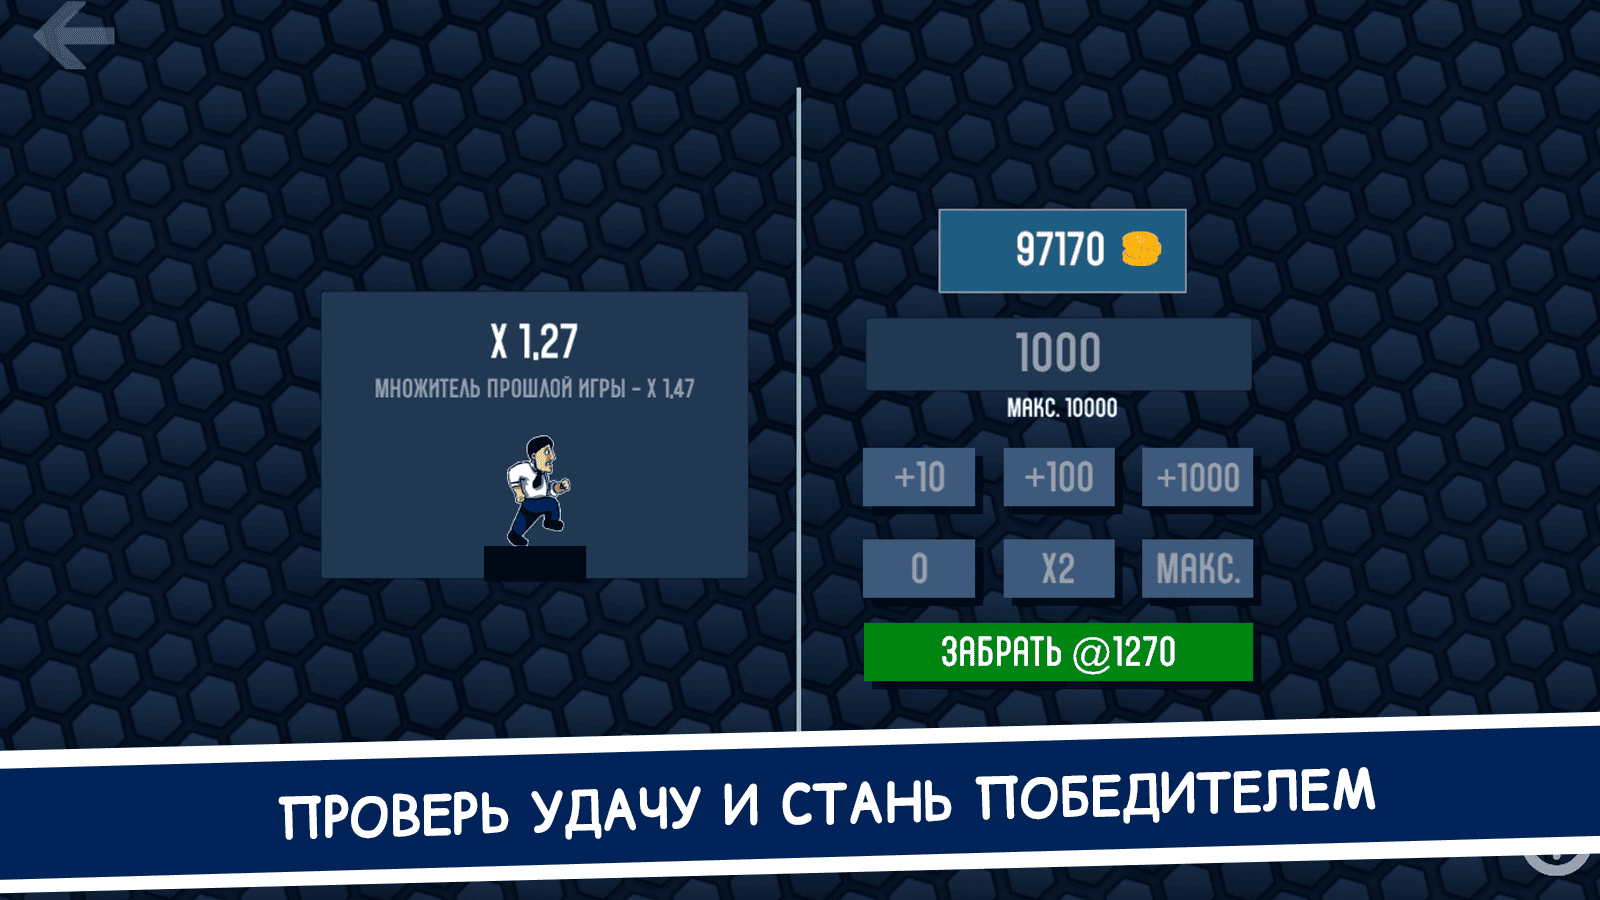 X 1,27
МНОЖИТЕЛЬ ПРОШЛОЙ ИГРЫ - X 1,47
97170
1000
МАКС. 10000
+10 +100 +1000
0 X2 МАКС.
ЗАБРАТЬ @1270
ПРОВЕРЬ УДАЧУ И СТАНЬ ПОБЕДИТЕЛЕМ